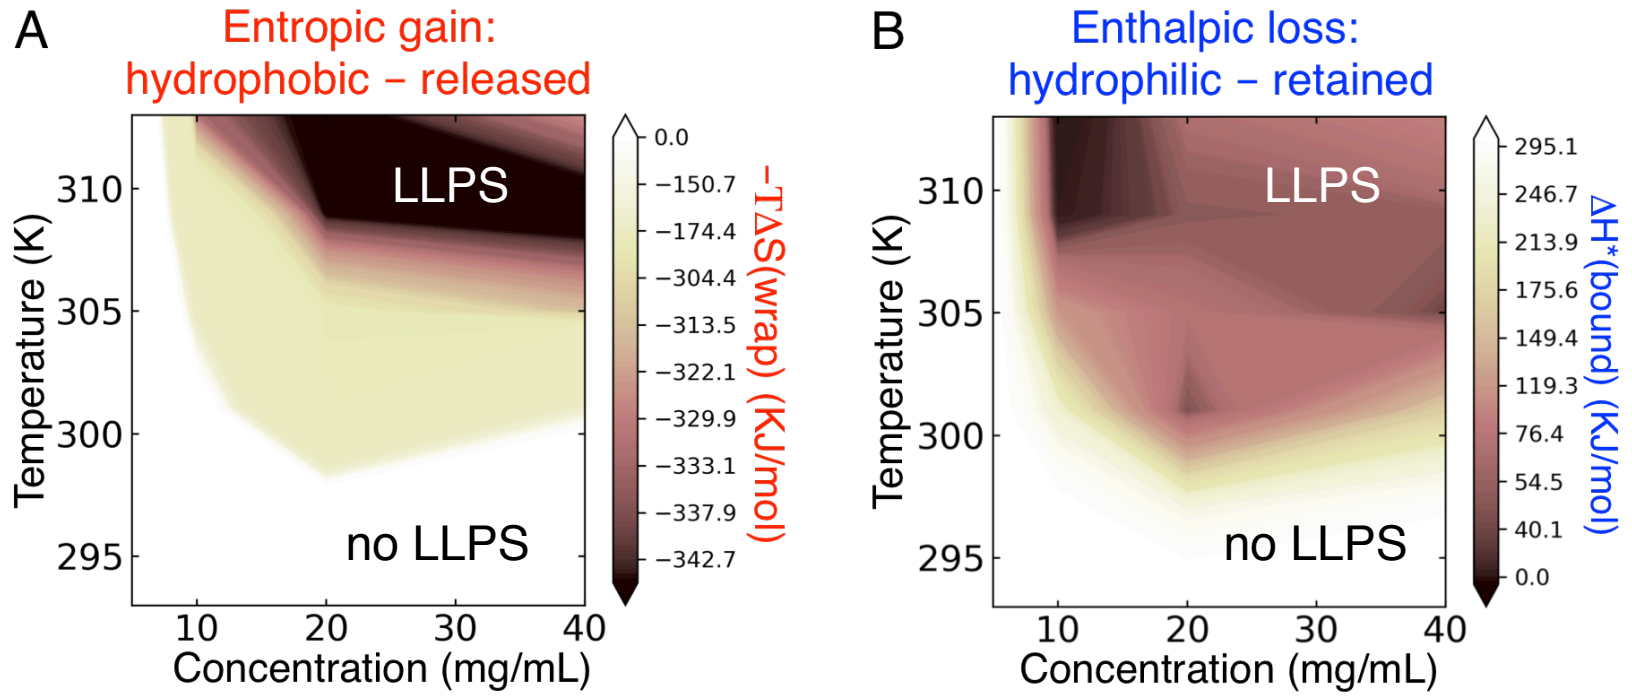 A
Entropic gain:
hydrophobic – released
Temperature (K)
310
305
300
295
10
20
30
40
Concentration (mg/mL)
LLPS
no LLPS
0.0
−150.7
−174.4
−304.4
−313.5
−322.1
−329.9
−333.1
−337.9
−342.7
−TΔS(wrap) (KJ/mol)
B
Enthalpic loss:
hydrophilic – retained
Temperature (K)
310
305
300
295
10
20
30
40
Concentration (mg/mL)
LLPS
no LLPS
295.1
246.7
213.9
175.6
149.4
119.3
76.4
54.5
40.1
0.0
ΔH*(bound) (KJ/mol)